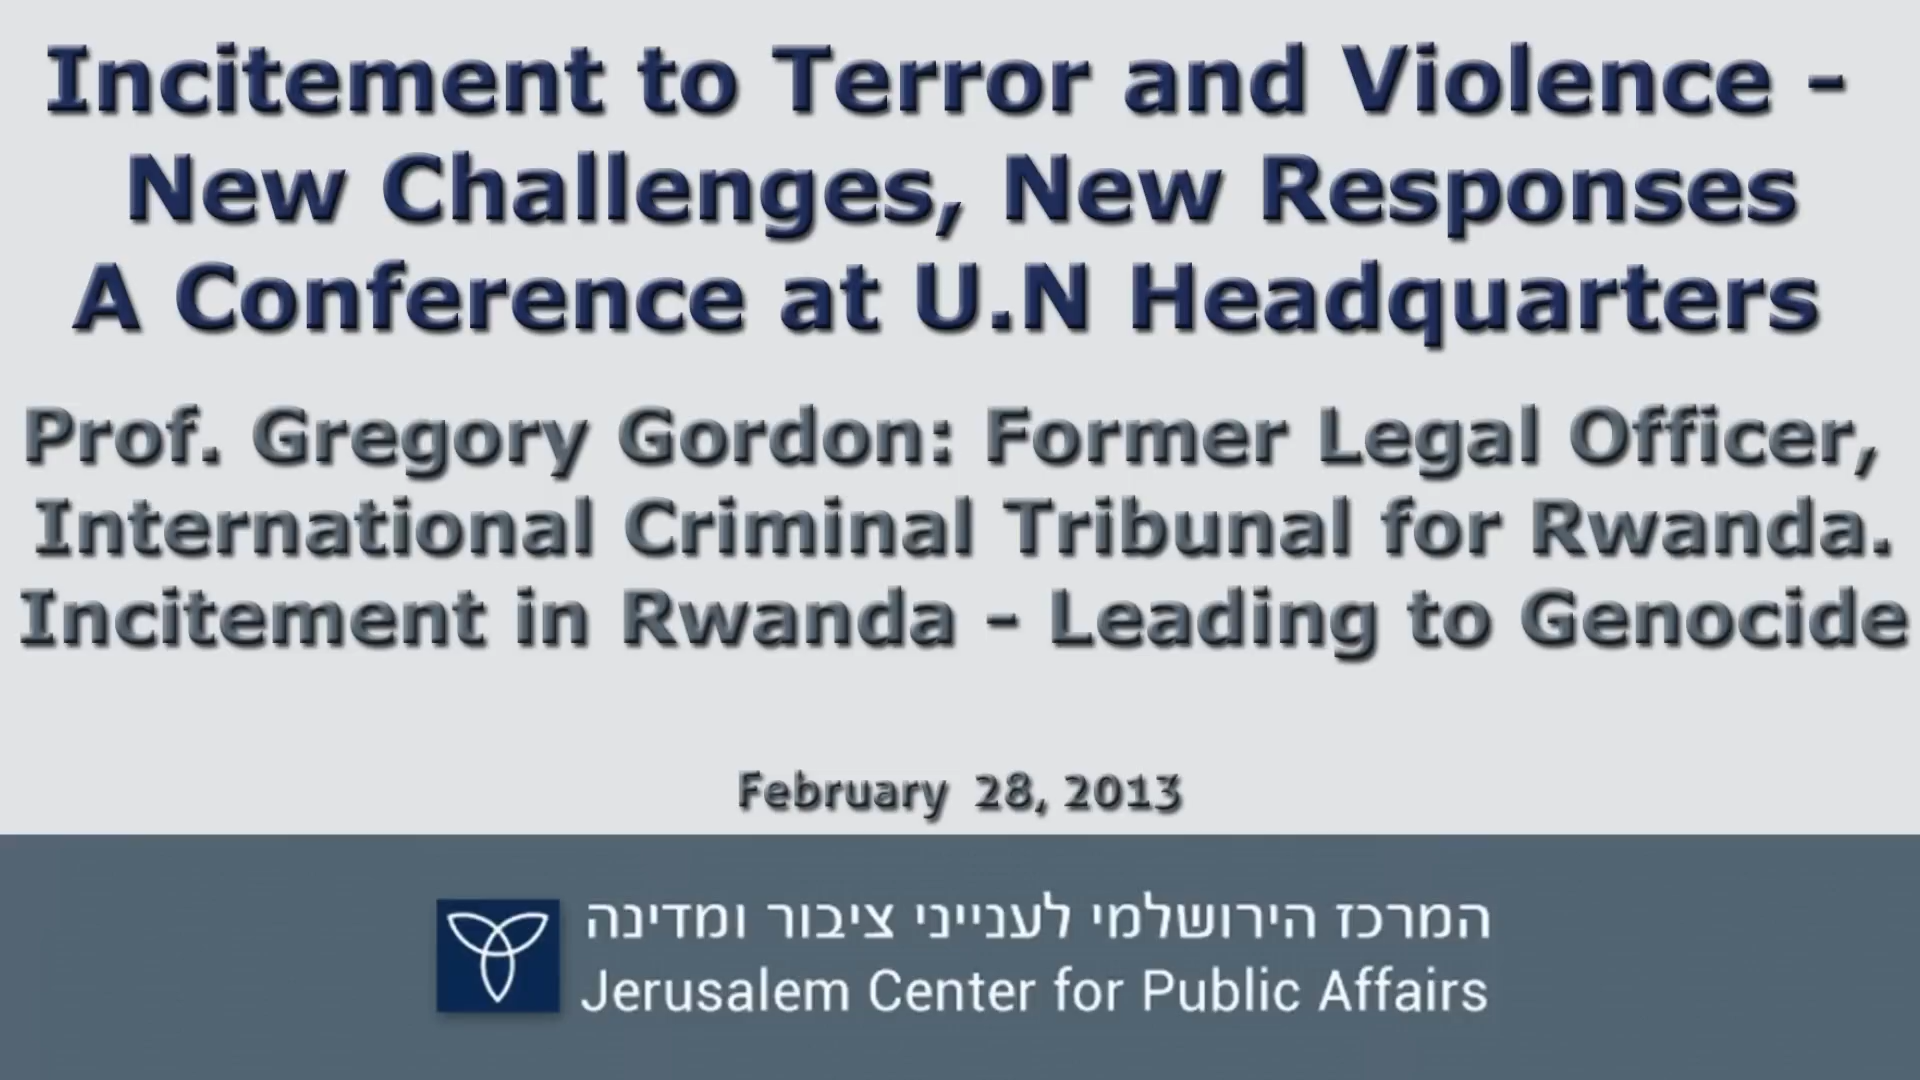 Incitement to Terror and Violence -
New Challenges, New Responses
A Conference at U.N Headquarters
Prof. Gregory Gordon: Former Legal Officer,
International Criminal Tribunal for Rwanda.
Incitement in Rwanda - Leading to Genocide
February 28, 2013
המרכז הירושלמי לענייני ציבור ומדינה
Jerusalem Center for Public Affairs